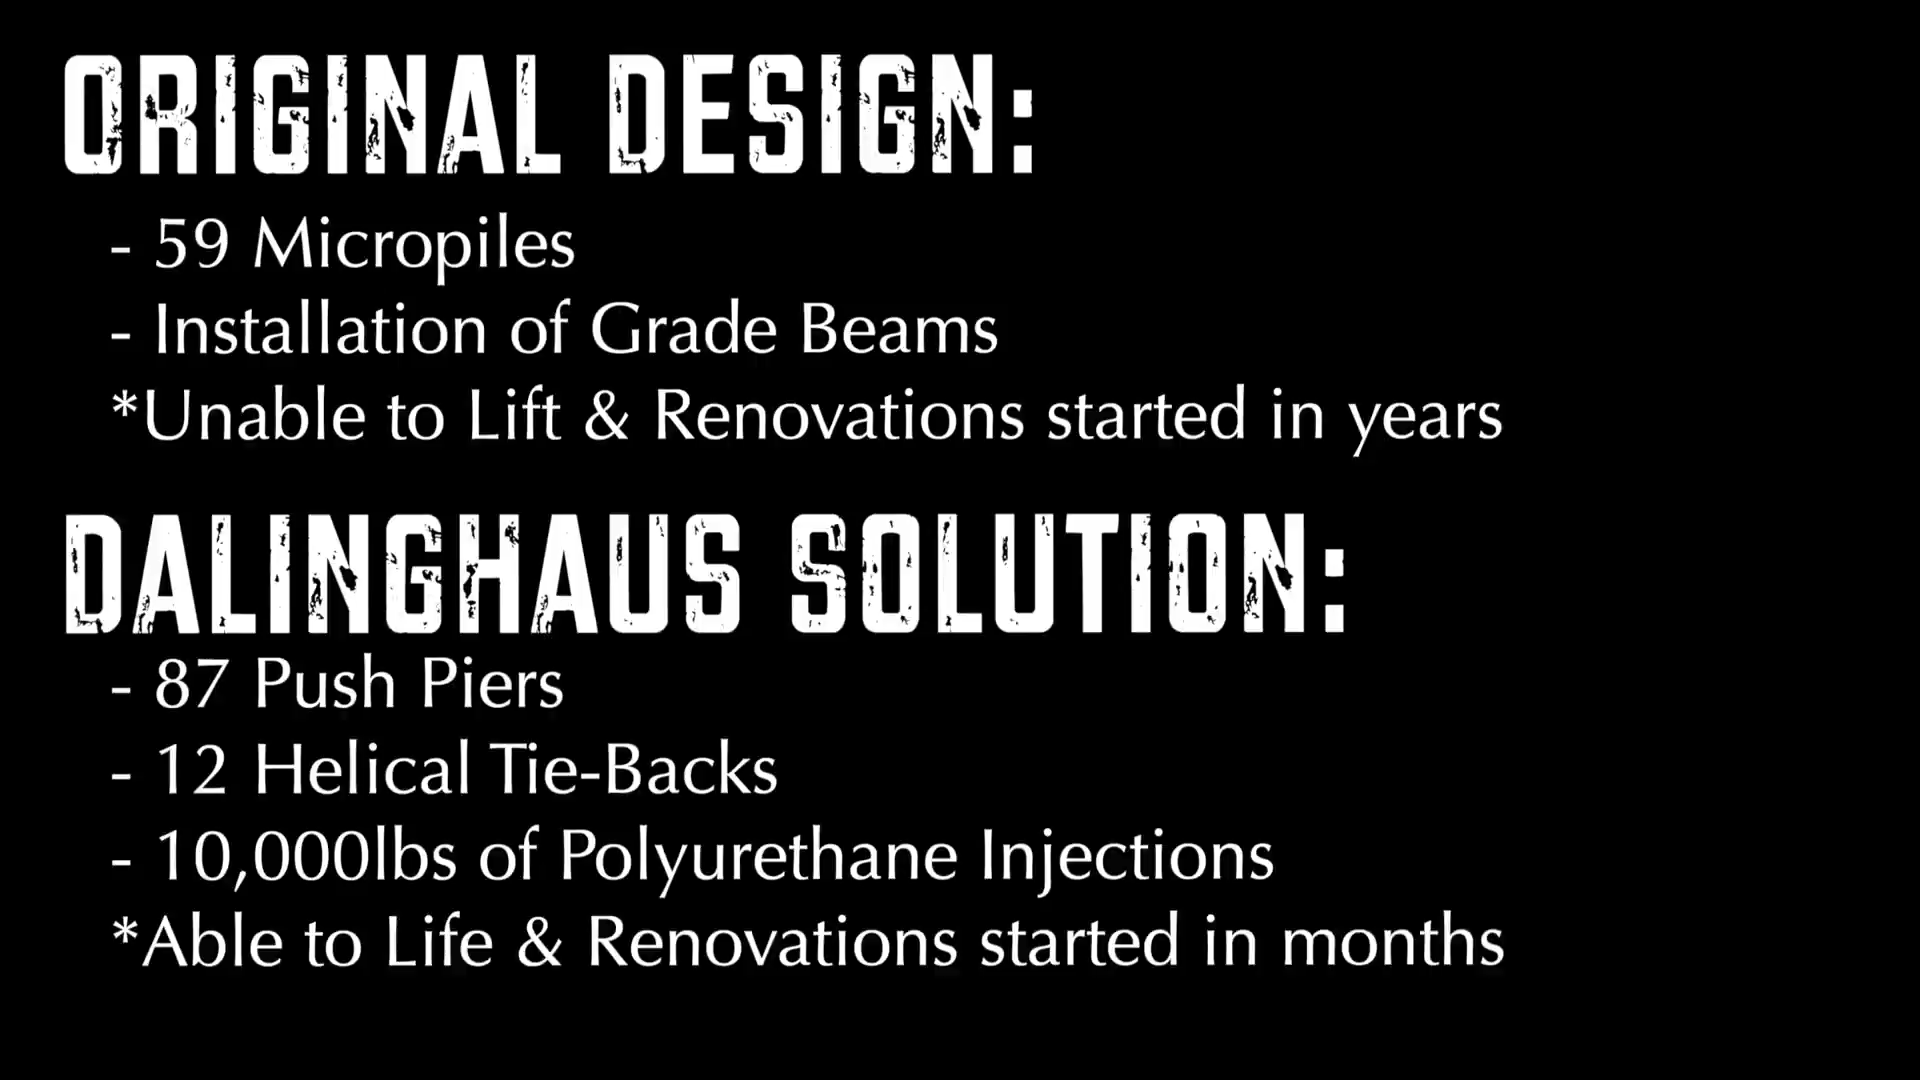 ORIGINAL DESIGN:
- 59 Micropiles
- Installation of Grade Beams
*Unable to Lift & Renovations started in years
DALINGHAUS SOLUTION:
- 87 Push Piers
- 12 Helical Tie-Backs
- 10,000lbs of Polyurethane Injections
*Able to Life & Renovations started in months